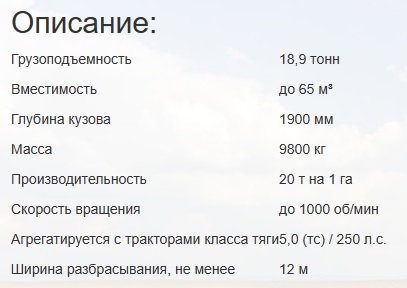 Описание:
Грузоподъемность 18,9 тонн
Вместимость до 65 м³
Глубина кузова 1900 мм
Масса 9800 кг
Производительность 20 т на 1 га
Скорость вращения до 1000 об/мин
Агрегатируется с тракторами класса тяги5,0 (тс) / 250 л.с.
Ширина разбрасывания, не менее 12 м